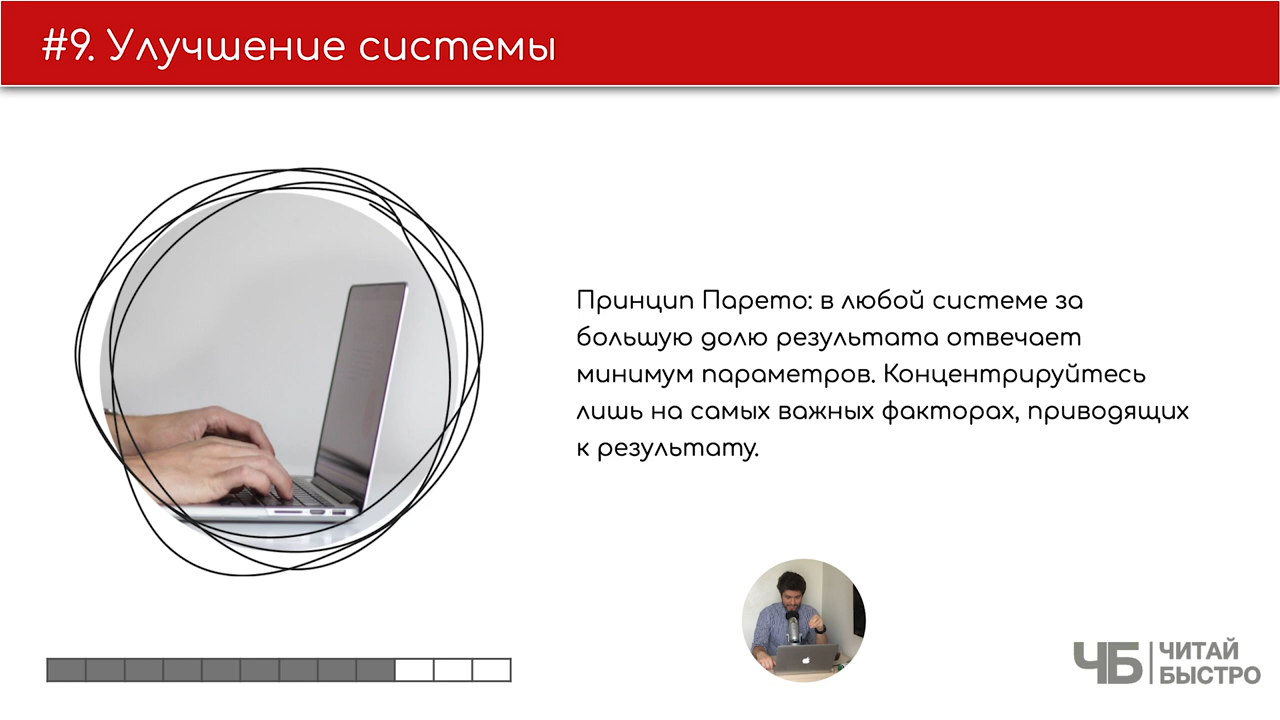 #9. Улучшение системы
Принцип Парето: в любой системе за
большую долю результата отвечает
минимум параметров. Концентрируйтесь
лишь на самых важных факторах, приводящих
к результату.
ЧБ
ЧИТАЙ
БЫСТРО